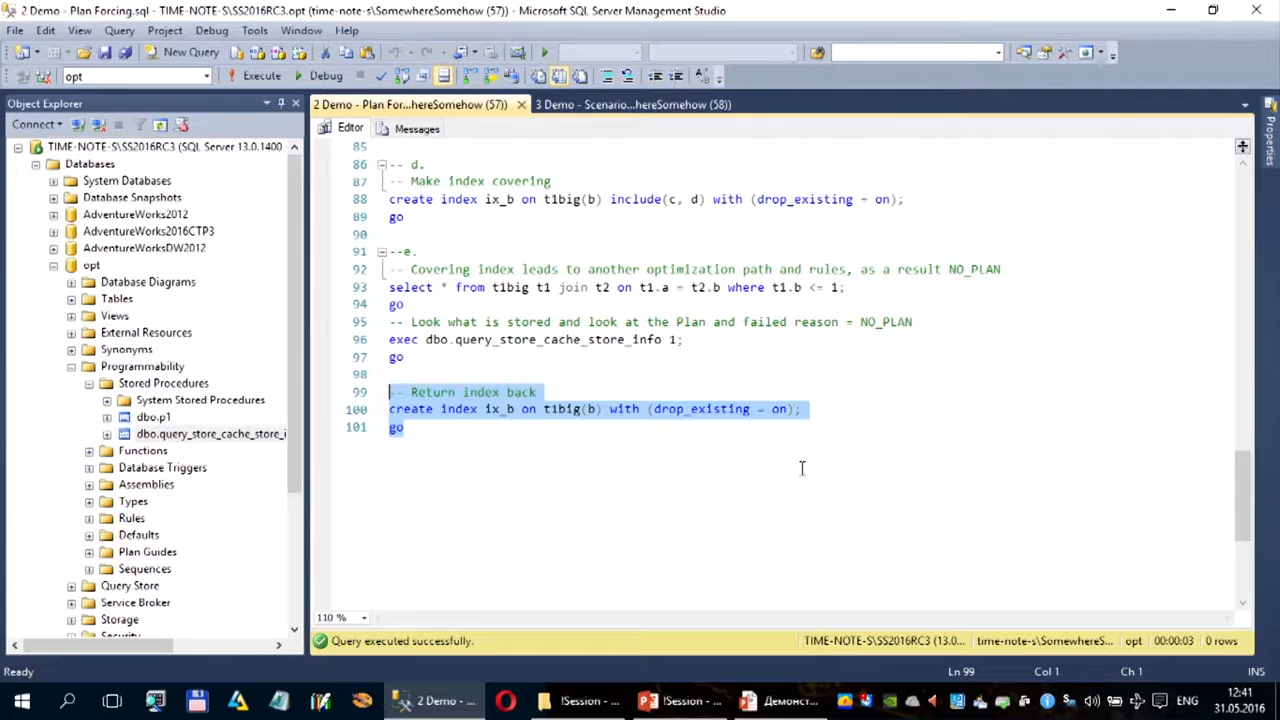 2 Demo - Plan Forcing.sql - TIME-NOTE-S\SS2016RC3.opt (time-note-s\SomewhereSomehow (57)) - Microsoft SQL Server Management Studio
File Edit View Query Project Debug Tools Window Help
New Query
opt Execute Debug
Object Explorer
2 Demo - Plan For...hereSomehow (57))
3 Demo - Scenario...hereSomehow (58))
Properties
Connect
Editor Messages
TIME-NOTE-S\SS2016RC3 (SQL Server 13.0.1400
Databases
System Databases
Database Snapshots
AdventureWorks2012
AdventureWorks2016CTP3
AdventureWorksDW2012
opt
Database Diagrams
Tables
Views
External Resources
Synonyms
Programmability
Stored Procedures
System Stored Procedures
dbo.p1
dbo.query_store_cache_store_i
Functions
Database Triggers
Assemblies
Types
Rules
Defaults
Plan Guides
Sequences
Query Store
Service Broker
Storage
Security
85
86 -- d.
87 -- Make index covering
88 create index ix_b on t1big(b) include(c, d) with (drop_existing = on);
89 go
90
91 --e.
92 -- Covering index leads to another optimization path and rules, as a result NO_PLAN
93 select * from t1big t1 join t2 on t1.a = t2.b where t1.b <= 1;
94 go
95 -- Look what is stored and look at the Plan and failed reason = NO_PLAN
96 exec dbo.query_store_cache_store_info 1;
97 go
98
99 -- Return index back
100 create index ix_b on t1big(b) with (drop_existing = on);
101 go
110 %
Query executed successfully. TIME-NOTE-S\SS2016RC3 (13.0... time-note-s\SomewhereS... opt 00:00:03 0 rows
Ready Ln 99 Col 1 Ch 1 INS
2 Demo - ... !Session - ... !Session - ... Демонст... ENG 12:41
31.05.2016